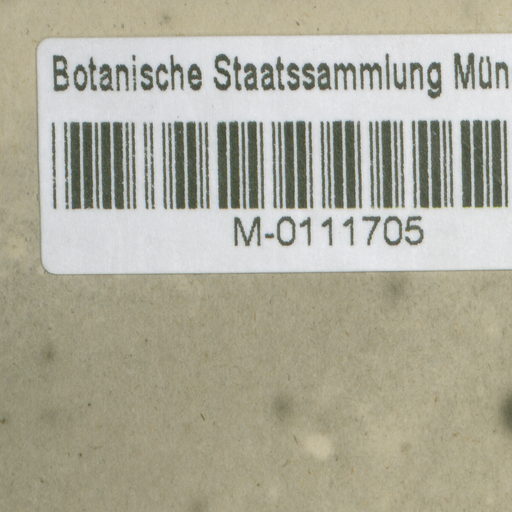 Botanische Staatssammlung Mün
M-0111705